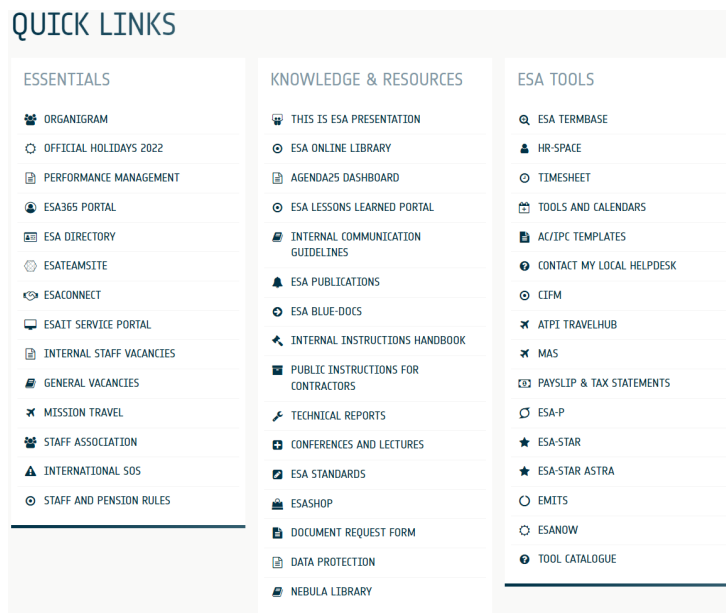 QUICK LINKS
ESSENTIALS
ORGANIGRAM
OFFICIAL HOLIDAYS 2022
PERFORMANCE MANAGEMENT
ESA365 PORTAL
ESA DIRECTORY
ESATEAMSITE
ESACONNECT
ESAIT SERVICE PORTAL
INTERNAL STAFF VACANCIES
GENERAL VACANCIES
MISSION TRAVEL
STAFF ASSOCIATION
INTERNATIONAL SOS
STAFF AND PENSION RULES
KNOWLEDGE & RESOURCES
THIS IS ESA PRESENTATION
ESA ONLINE LIBRARY
AGENDA25 DASHBOARD
ESA LESSONS LEARNED PORTAL
INTERNAL COMMUNICATION
GUIDELINES
ESA PUBLICATIONS
ESA BLUE-DOCS
INTERNAL INSTRUCTIONS HANDBOOK
PUBLIC INSTRUCTIONS FOR
CONTRACTORS
TECHNICAL REPORTS
CONFERENCES AND LECTURES
ESA STANDARDS
ESASHOP
DOCUMENT REQUEST FORM
DATA PROTECTION
NEBULA LIBRARY
ESA TOOLS
ESA TERMBASE
HR-SPACE
TIMESHEET
TOOLS AND CALENDARS
AC/IPC TEMPLATES
CONTACT MY LOCAL HELPDESK
CIFM
ATPI TRAVELHUB
MAS
PAYSLIP & TAX STATEMENTS
ESA-P
ESA-STAR
ESA-STAR ASTRA
EMITS
ESANOW
TOOL CATALOGUE